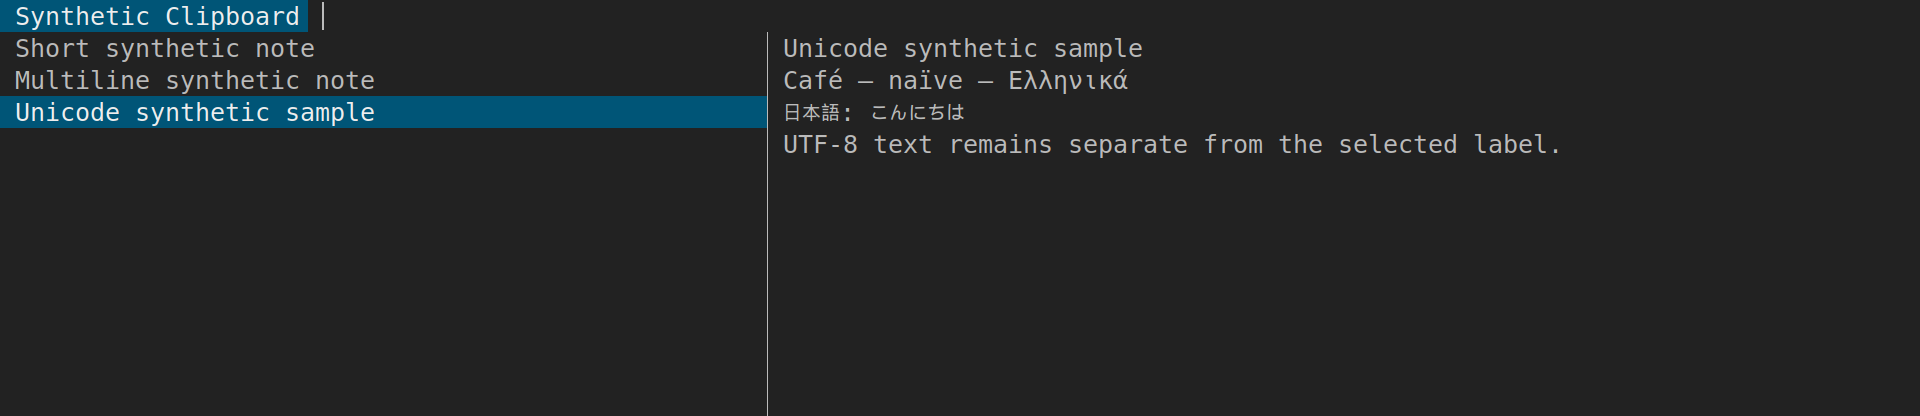 Synthetic Clipboard
Short synthetic note
Multiline synthetic note
Unicode synthetic sample
Unicode synthetic sample
Café — naïve — Ελληνικά
日本語: こんにちは
UTF-8 text remains separate from the selected label.